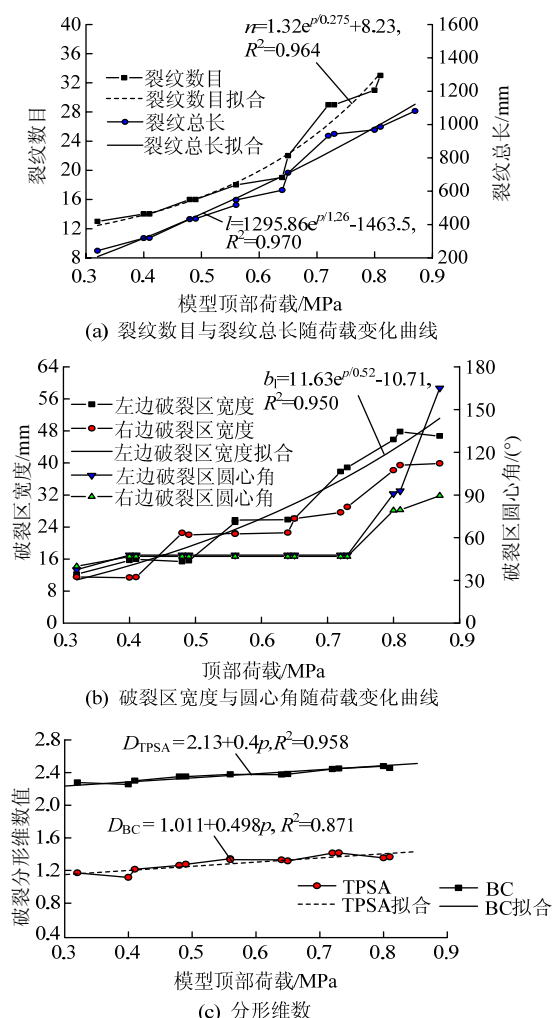 n=1.32e^{p/0.275}+8.23,
R²=0.964
裂纹数目
裂纹数目拟合
裂纹总长
裂纹总长拟合
l=1295.86e^{p/1.26}-1463.5,
R²=0.970
40
36
32
28
24
20
16
12
8
裂纹数目
1600
1400
1200
1000
800
600
400
200
裂纹总长/mm
0.3 0.4 0.5 0.6 0.7 0.8 0.9
模型顶部荷载/MPa
(a) 裂纹数目与裂纹总长随荷载变化曲线
b_l=11.63e^{p/0.52}-10.71,
R²=0.950
左边破裂区宽度
右边破裂区宽度
左边破裂区宽度拟合
左边破裂区圆心角
右边破裂区圆心角
64
56
48
40
32
24
16
8
0
破裂区宽度/mm
180
150
120
90
60
30
0
破裂区圆心角/(°)
0.3 0.4 0.5 0.6 0.7 0.8 0.9
顶部荷载/MPa
(b) 破裂区宽度与圆心角随荷载变化曲线
2.8
2.4
2.0
1.6
1.2
0.8
0.4
破裂分形维数值
D_{TPSA}=2.13+0.4p,R²=0.958
D_{BC}=1.011+0.498p, R²=0.871
TPSA BC
TPSA拟合 BC拟合
0.3 0.4 0.5 0.6 0.7 0.8 0.9
模型顶部荷载/MPa
(c) 分形维数